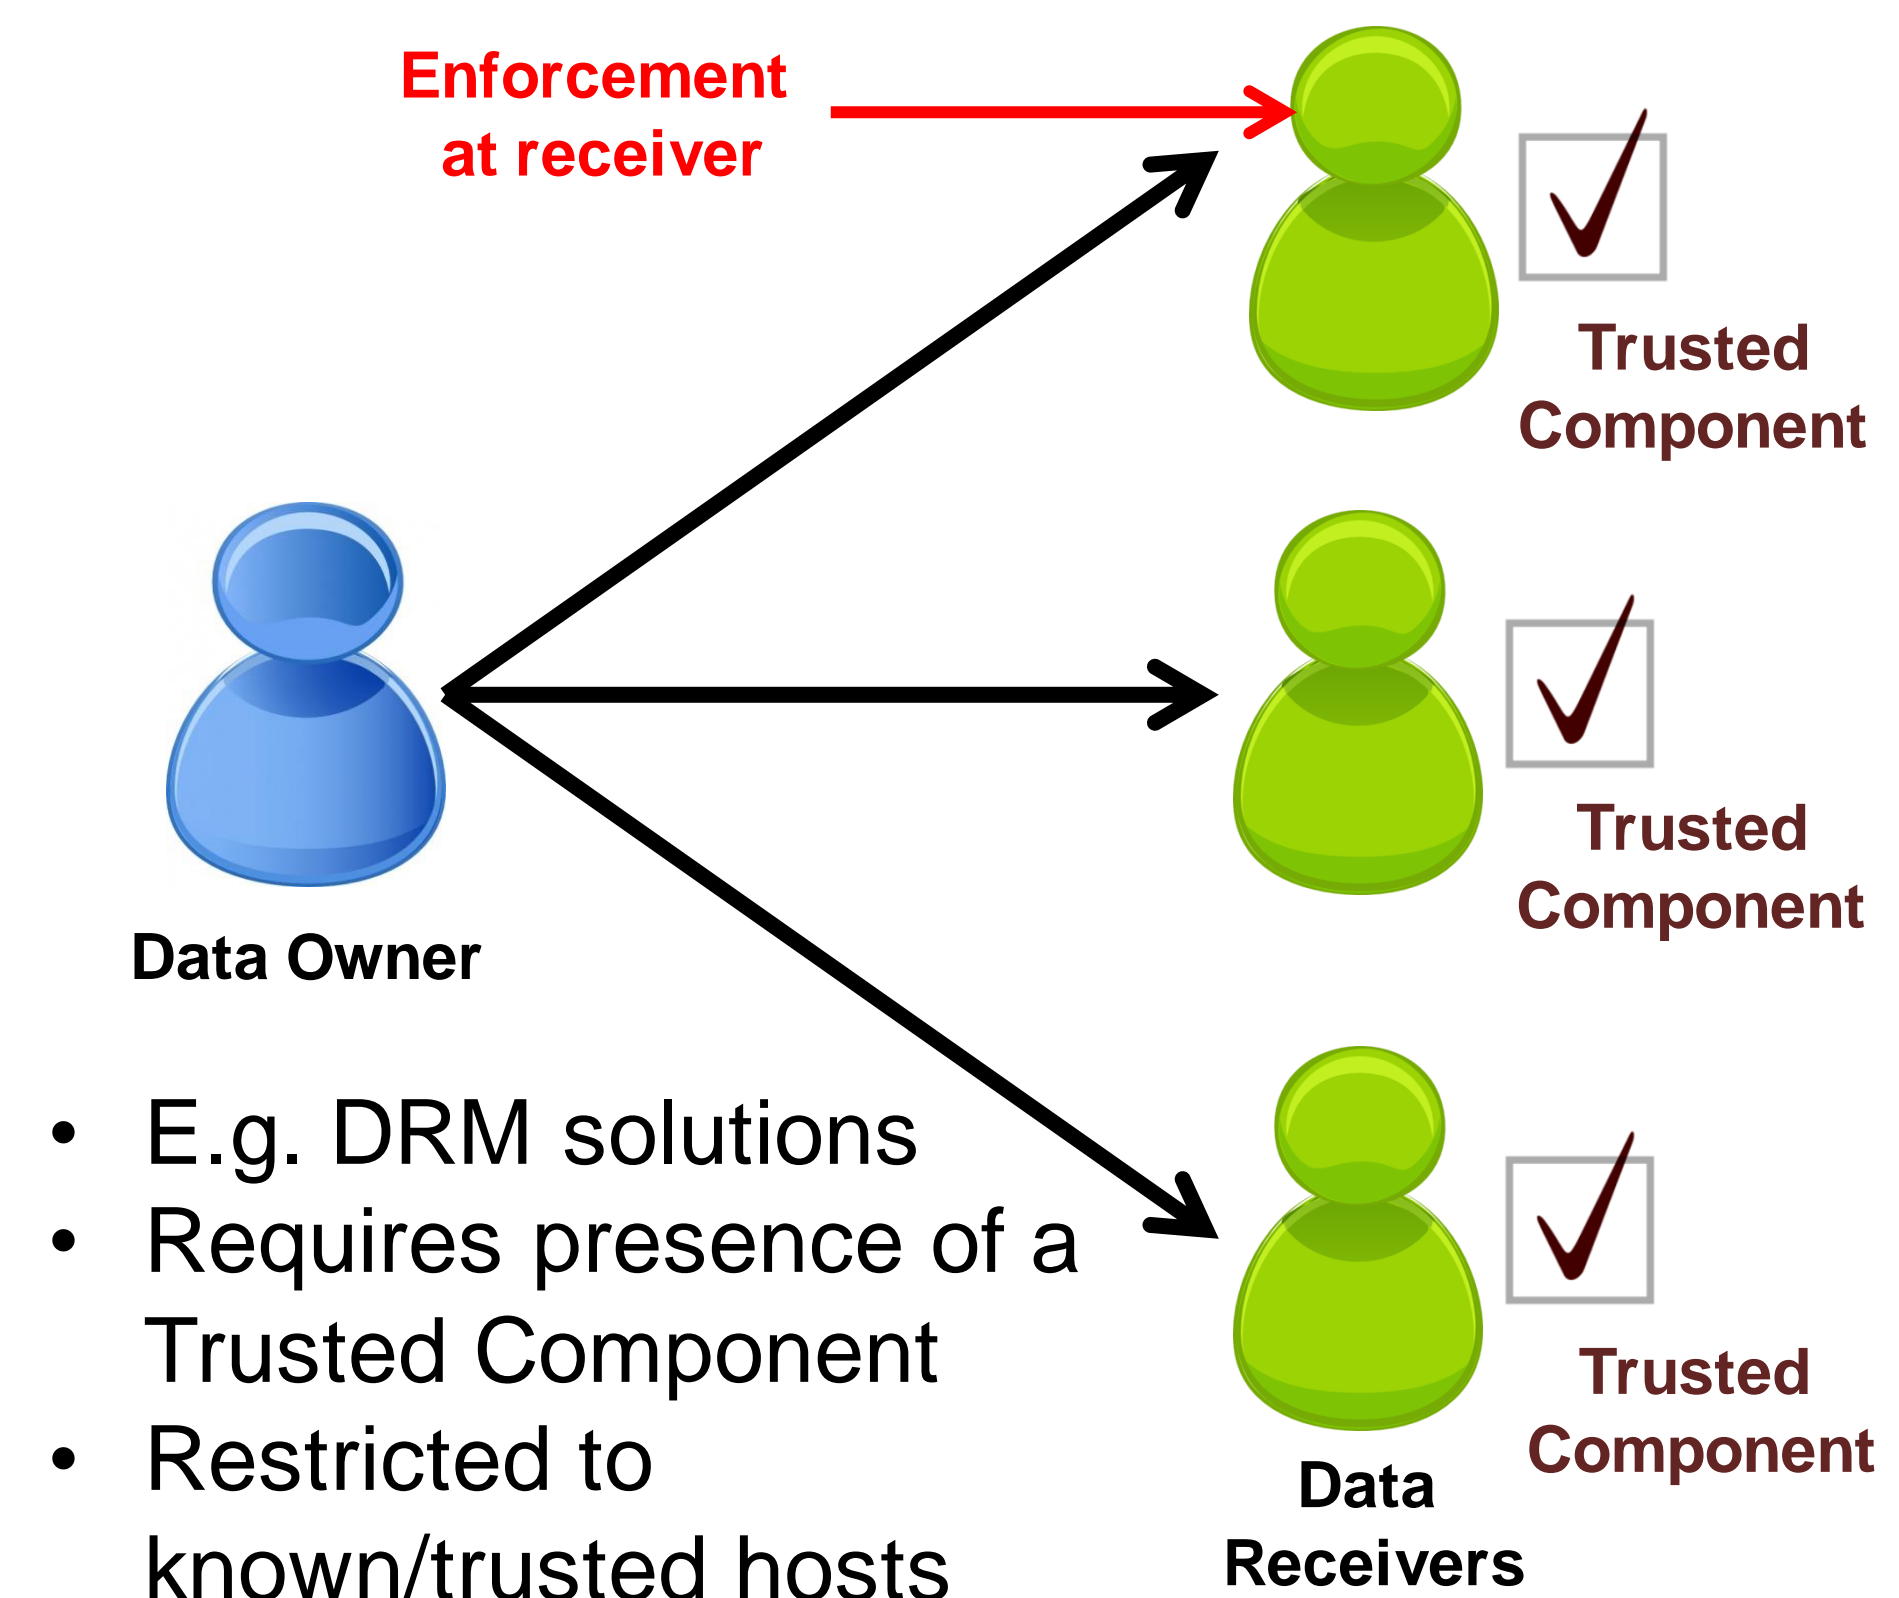 Enforcement
at receiver
Trusted
Component
Trusted
Component
Data Owner
• E.g. DRM solutions
• Requires presence of a
Trusted Component
• Restricted to
known/trusted hosts
Trusted
Component
Data
Receivers